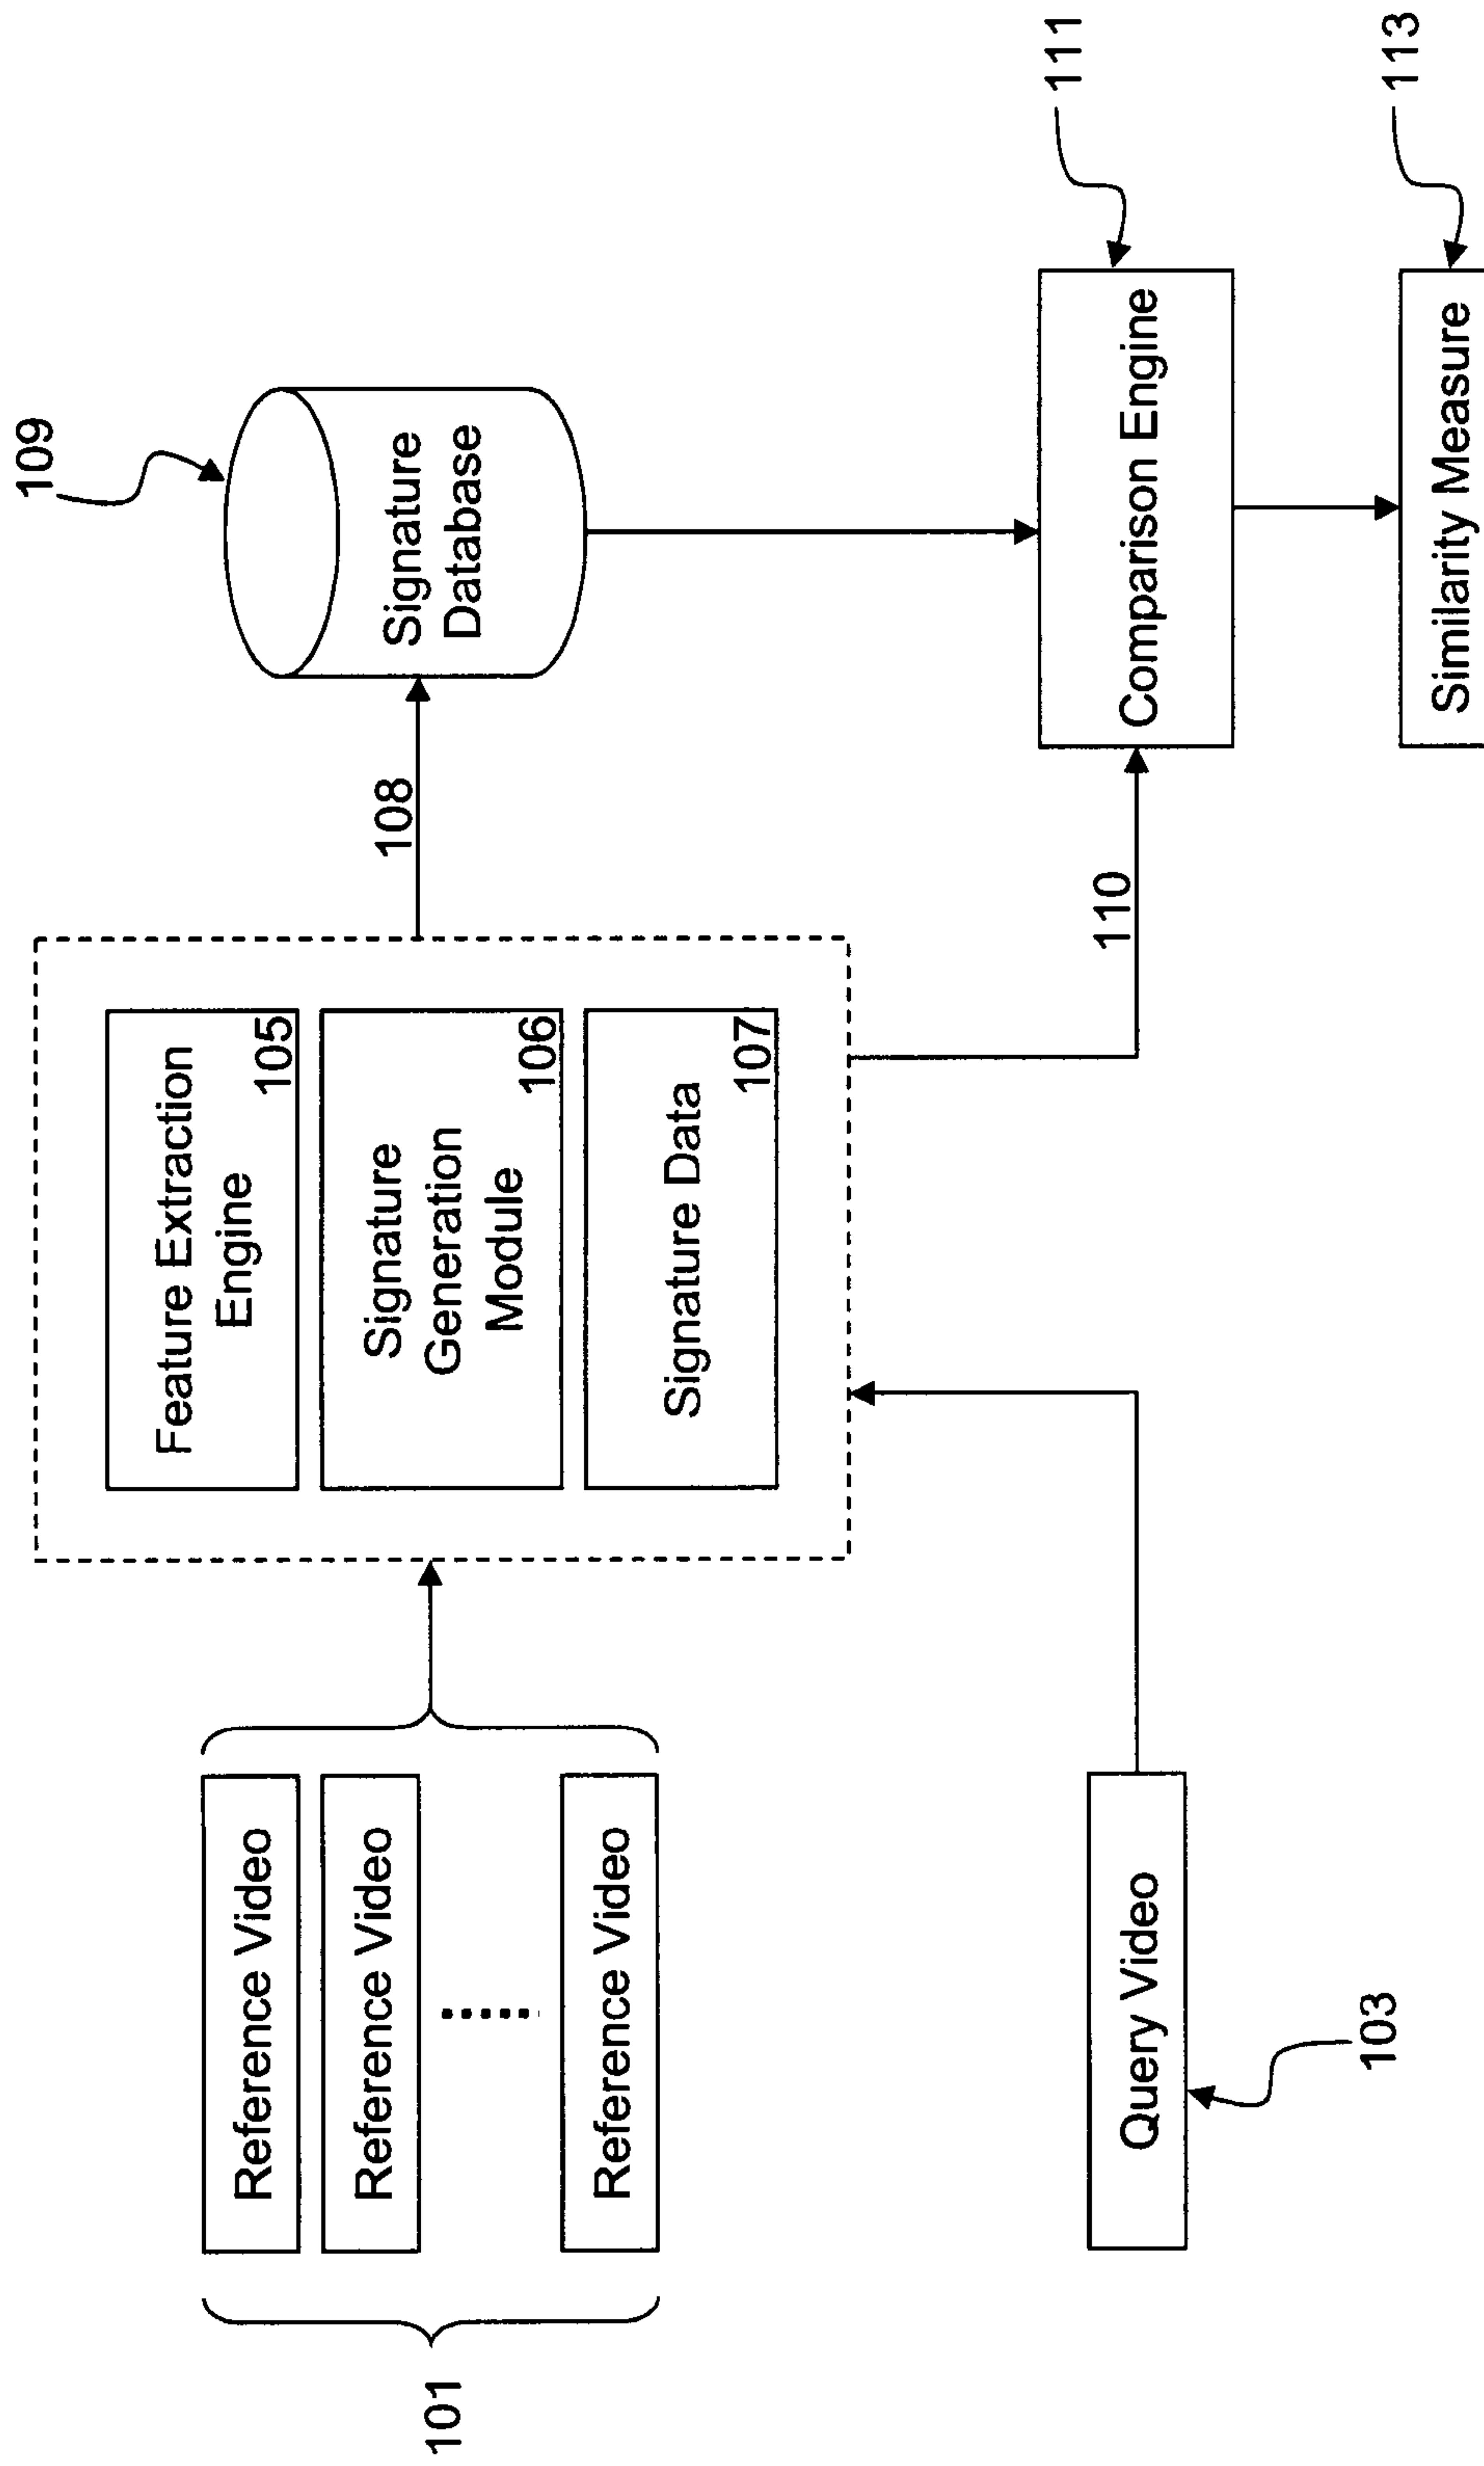 101
Reference Video
Reference Video
Reference Video
Query Video
103
Feature Extraction
Engine
105
Signature
Generation
Module
106
Signature Data
107
108
109
Signature
Database
110
Comparison Engine
111
Similarity Measure
113